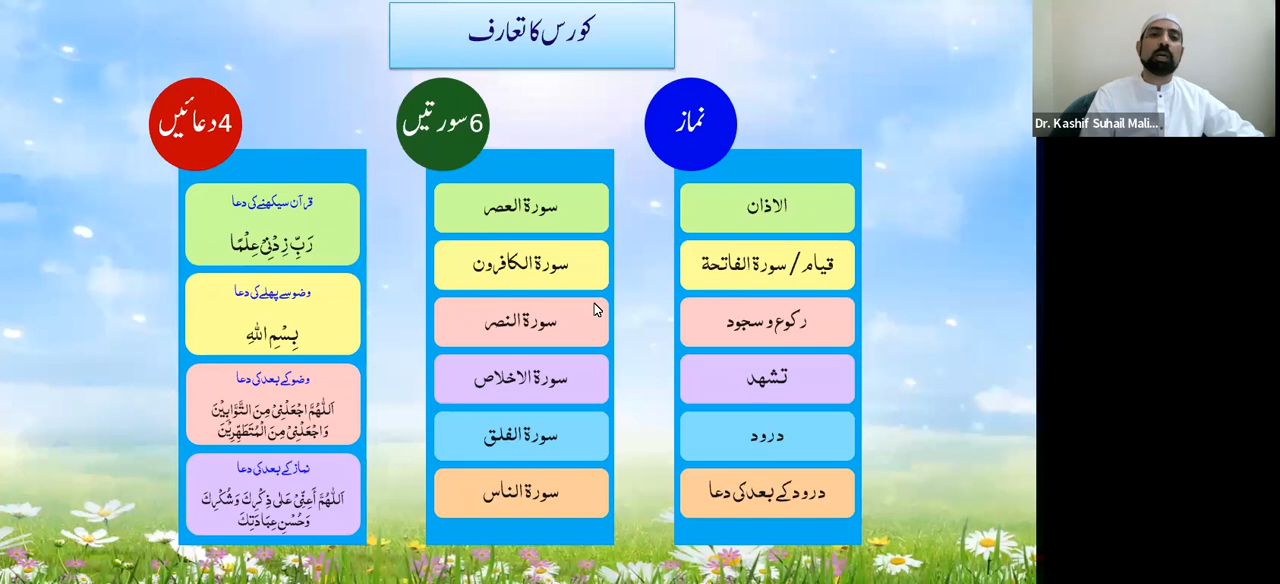 کورس کا تعارف
نماز
الاذان
قیام / سورۃ الفاتحۃ
رکوع و سجود
تشھد
درود
درود کے بعد کی دعا
6 سورتیں
سورۃ العصر
سورۃ الکافرون
سورۃ النصر
سورۃ الاخلاص
سورۃ الفلق
سورۃ الناس
4 دعائیں
قرآن سیکھنے کی دعا
رَبِّ زِدْنِیْ عِلْمًا
وضو سے پہلے کی دعا
بِسْمِ اللہِ
وضو کے بعد کی دعا
اَللّٰھُمَّ اجْعَلْنِیْ مِنَ التَّوَّابِیْنَ
وَاجْعَلْنِیْ مِنَ الْمُتَطَھِّرِیْنَ
نماز کے بعد کی دعا
اَللّٰھُمَّ أَعِنِّیْ عَلٰی ذِکْرِكَ وَشُکْرِكَ
وَحُسْنِ عِبَادَتِكَ
Dr. Kashif Suhail Mali...